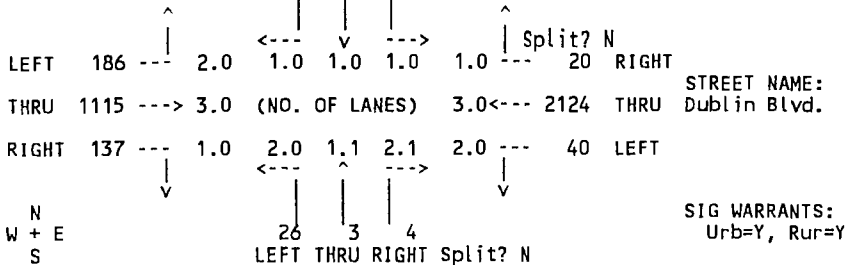 <--- v ---> Split? N
LEFT 186 --- 2.0 1.0 1.0 1.0 1.0 --- 20 RIGHT
STREET NAME:
THRU 1115 ---> 3.0 (NO. OF LANES) 3.0<--- 2124 THRU Dublin Blvd.
RIGHT 137 --- 1.0 2.0 1.1 2.1 2.0 --- 40 LEFT
<--- ^ --->
N SIG WARRANTS:
W + E 26 3 4 Urb=Y, Rur=Y
S LEFT THRU RIGHT Split? N